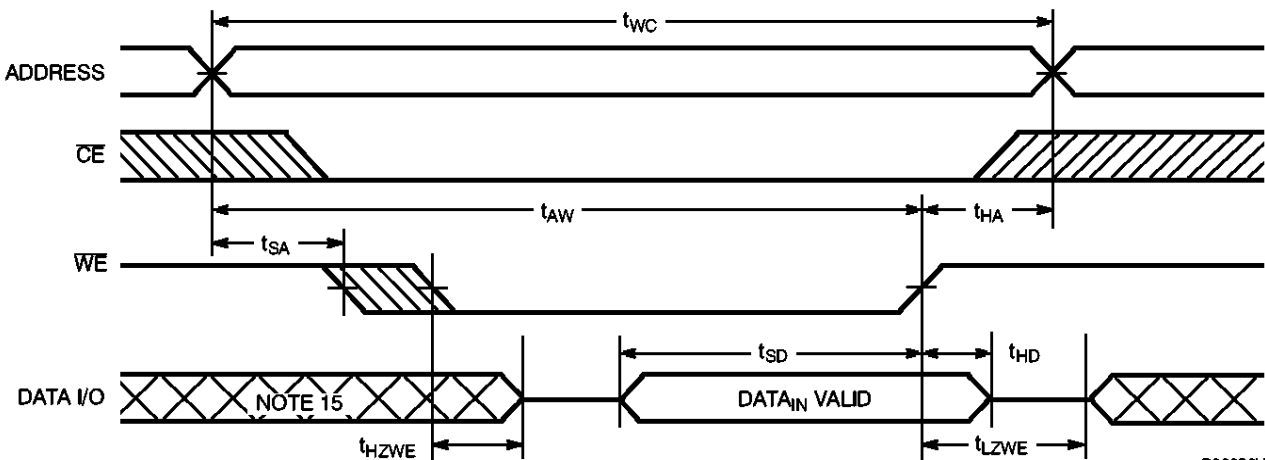 tWC
ADDRESS
CE
tAW
tHA
tSA
WE
tSD
tHD
DATA I/O
NOTE 15
DATAIN VALID
tHZWE
tLZWE